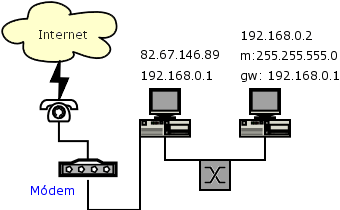 Internet
82.67.146.89
192.168.0.1
192.168.0.2
m:255.255.555.0
gw: 192.168.0.1
Módem